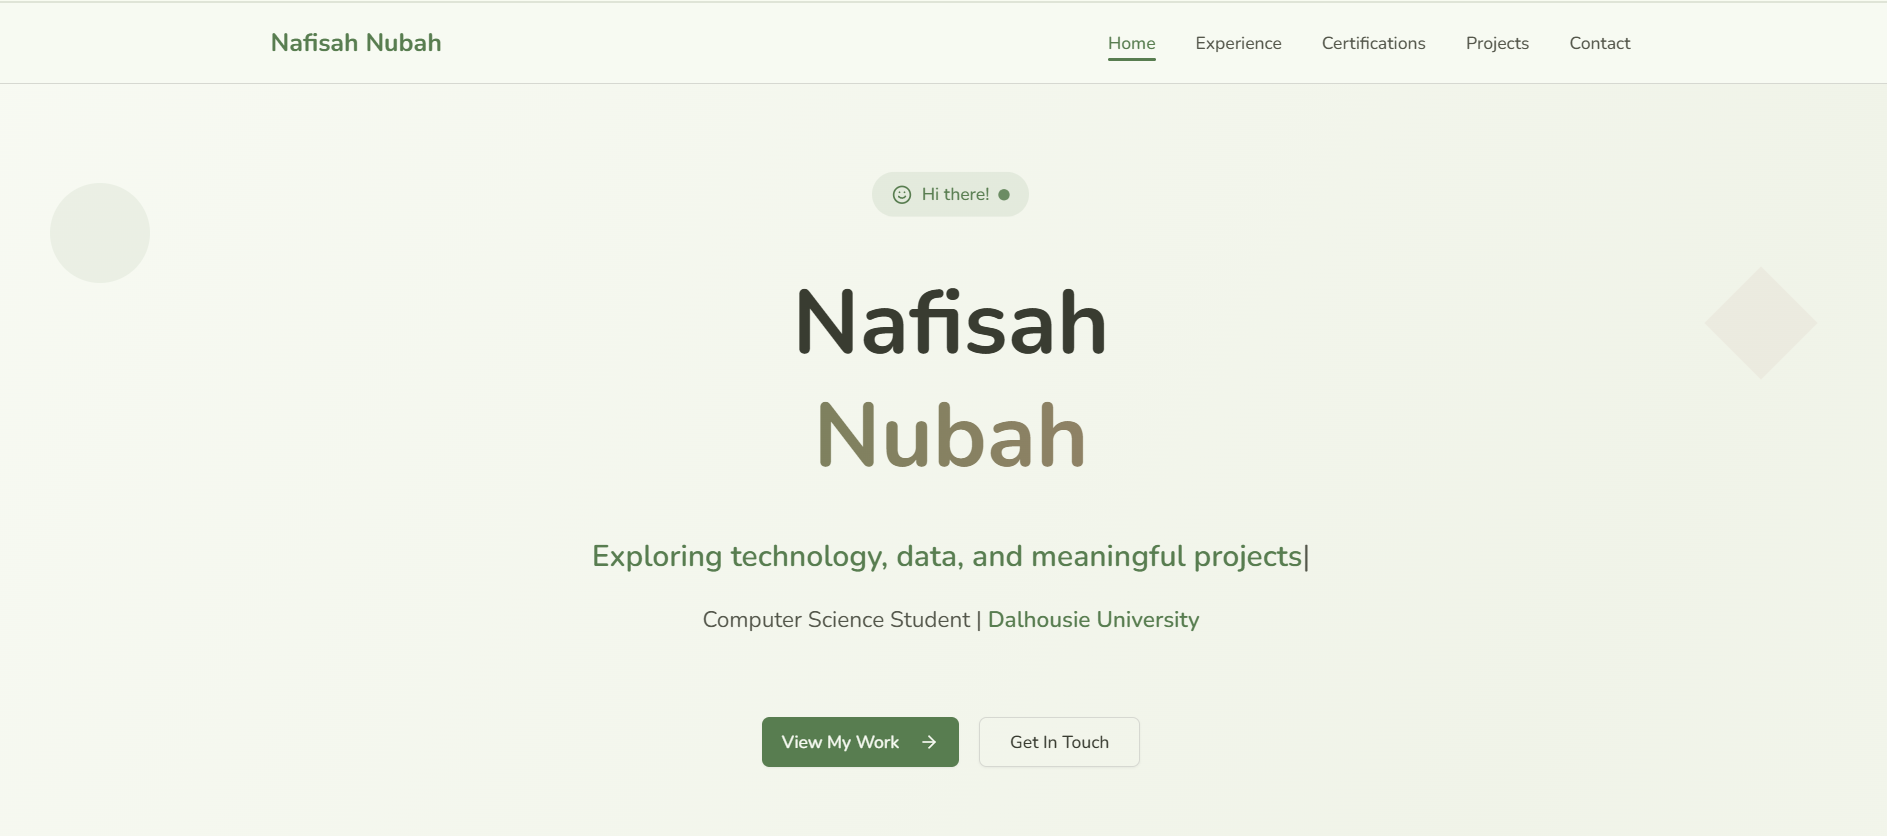 Nafisah Nubah
Home Experience Certifications Projects Contact
Hi there!
Nafisah
Nubah
Exploring technology, data, and meaningful projects|
Computer Science Student | Dalhousie University
View My Work →
Get In Touch